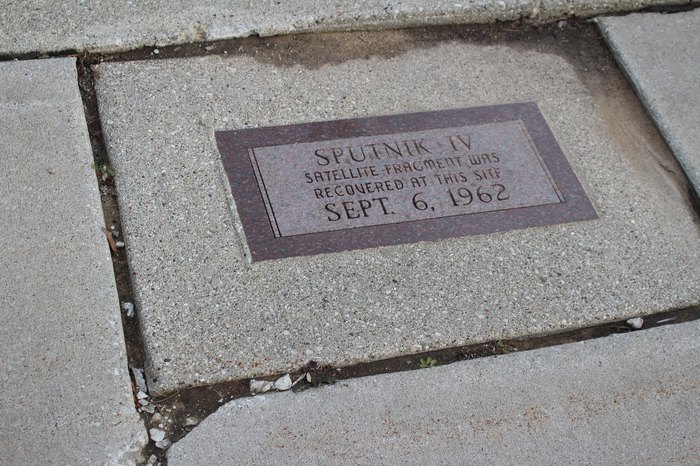 SPUTNIK IV
SATELLITE FRAGMENT WAS
RECOVERED AT THIS SITE
SEPT. 6, 1962